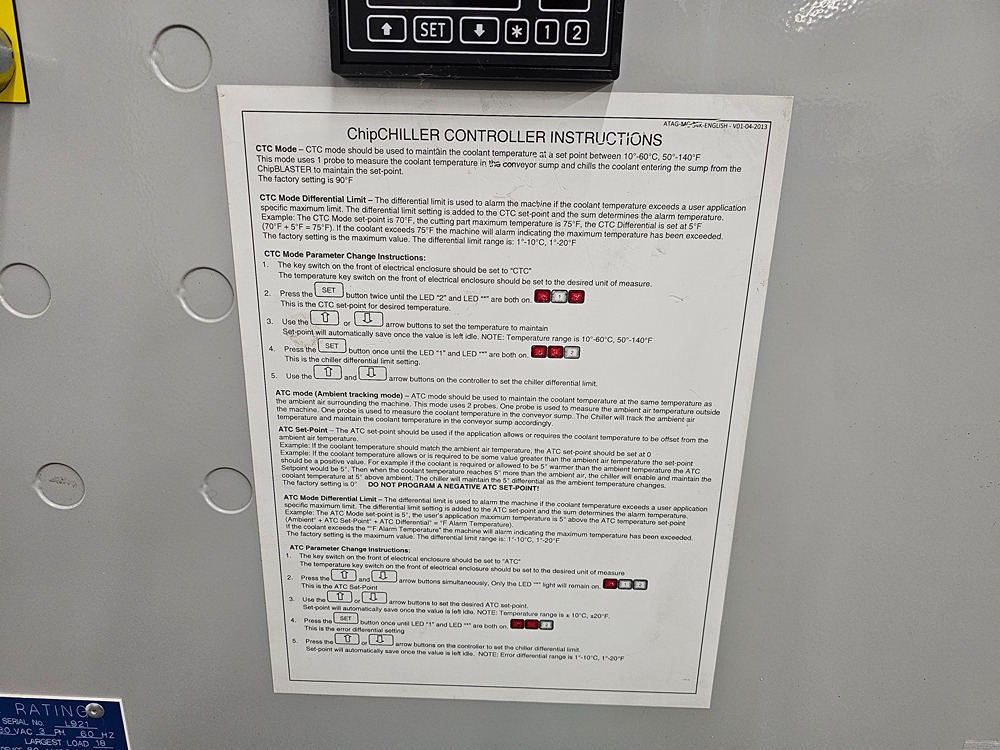 SET * 1 2
ENGLISH - V01-04-2013
ChipCHILLER CONTROLLER INSTRUCTIONS
CTC Mode – CTC mode should be used to maintain the coolant temperature at a set point between 10°-60°C, 50°-140°F
This mode uses 1 probe to measure the coolant temperature in the conveyor sump and chills the coolant entering the sump from the
ChipBLASTER to maintain the set-point.
The factory setting is 90°F
CTC Mode Differential Limit – The differential limit is used to alarm the machine if the coolant temperature exceeds a user application
specific maximum limit. The differential limit setting is added to the CTC set-point and the sum determines the alarm temperature.
Example: The CTC Mode set-point is 70°F, the cutting part maximum temperature is 75°F, the CTC Differential is set at 5°F
(70°F + 5°F = 75°F). If the coolant exceeds 75°F the machine will alarm indicating the maximum temperature has been exceeded.
The factory setting is the maximum value. The differential limit range is: 1°-10°C, 1°-20°F
CTC Mode Parameter Change Instructions:
1. The key switch on the front of electrical enclosure should be set to "CTC"
The temperature key switch on the front of electrical enclosure should be set to the desired unit of measure.
2. Press the SET button twice until the LED "2" and LED "*" are both on. 1
This is the CTC set-point for desired temperature.
3. Use the or arrow buttons to set the temperature to maintain
Set-point will automatically save once the value is left idle. NOTE: Temperature range is 10°-60°C, 50°-140°F
4. Press the SET button once until the LED "1" and LED "*" are both on. 2
This is the chiller differential limit setting.
5. Use the and arrow buttons on the controller to set the chiller differential limit.
ATC mode (Ambient tracking mode) – ATC mode should be used to maintain the coolant temperature at the same temperature as
the ambient air surrounding the machine. This mode uses 2 probes. One probe is used to measure the ambient air temperature outside
the machine. One probe is used to measure the coolant temperature in the conveyor sump. The Chiller will track the ambient air
temperature and maintain the coolant temperature in the conveyor sump accordingly.
ATC Set-Point – The ATC set-point should be used if the application allows or requires the coolant temperature to be offset from the
ambient air temperature.
Example: If the coolant temperature should match the ambient air temperature, the ATC set-point should be set at 0
Example: If the coolant temperature allows or is required to be some value greater than the ambient air temperature the set-point
should be a positive value. For example if the coolant is required or allowed to be 5° warmer than the ambient temperature the ATC
Setpoint would be 5°. Then when the coolant temperature reaches 5° more than the ambient air, the chiller will enable and maintain the
coolant temperature at 5° above ambient. The chiller will maintain the 5° differential as the ambient temperature changes.
The factory setting is 0° DO NOT PROGRAM A NEGATIVE ATC SET-POINT!
ATC Mode Differential Limit – The differential limit is used to alarm the machine if the coolant temperature exceeds a user application
specific maximum limit. The differential limit setting is added to the ATC set-point and the sum determines the alarm temperature.
Example: The ATC Mode set-point is 5°, the user's application maximum temperature is 5° above the ATC temperature set-point
(Ambient° + ATC Set-Point° + ATC Differential° = °F Alarm Temperature).
If the coolant exceeds the "°F Alarm Temperature" the machine will alarm indicating the maximum temperature has been exceeded.
The factory setting is the maximum value. The differential limit range is: 1°-10°C, 1°-20°F
ATC Parameter Change Instructions:
1. The key switch on the front of electrical enclosure should be set to "ATC"
The temperature key switch on the front of electrical enclosure should be set to the desired unit of measure
2. Press the and arrow buttons simultaneously. Only the LED "*" light will remain on. 1 2
This is the ATC Set-Point
3. Use the or arrow buttons to set the desired ATC set-point.
Set-point will automatically save once the value is left idle. NOTE: Temperature range is ± 10°C, ±20°F.
4. Press the SET button once until LED "1" and LED "*" are both on. 2
This is the error differential setting
5. Press the or arrow button on the controller to set the chiller differential limit.
Set-point will automatically save once the value is left idle. NOTE: Error differential range is 1°-10°C, 1°-20°F
RATING
SERIAL No. L921
VAC 3 PH 60 HZ
LARGEST LOAD 18